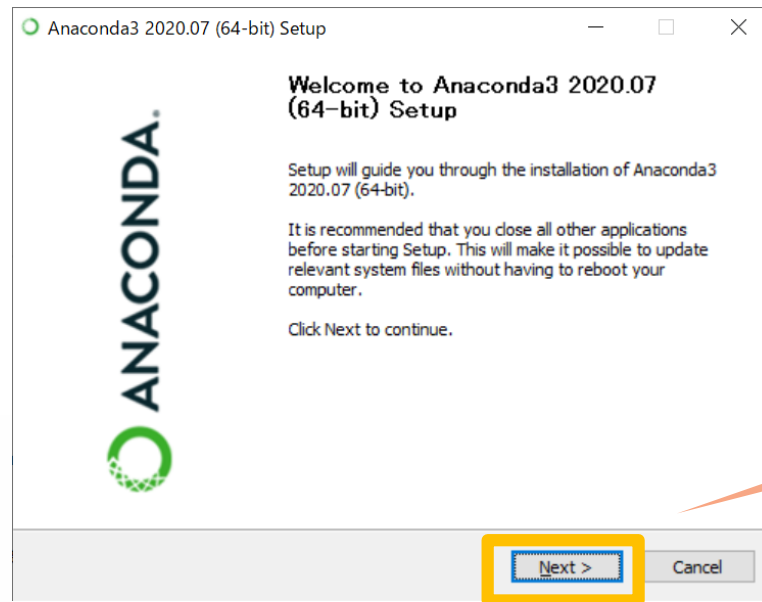 Anaconda3 2020.07 (64-bit) Setup
Welcome to Anaconda3 2020.07
(64-bit) Setup
ANACONDA.
Setup will guide you through the installation of Anaconda3
2020.07 (64-bit).
It is recommended that you close all other applications
before starting Setup. This will make it possible to update
relevant system files without having to reboot your
computer.
Click Next to continue.
Next >
Cancel